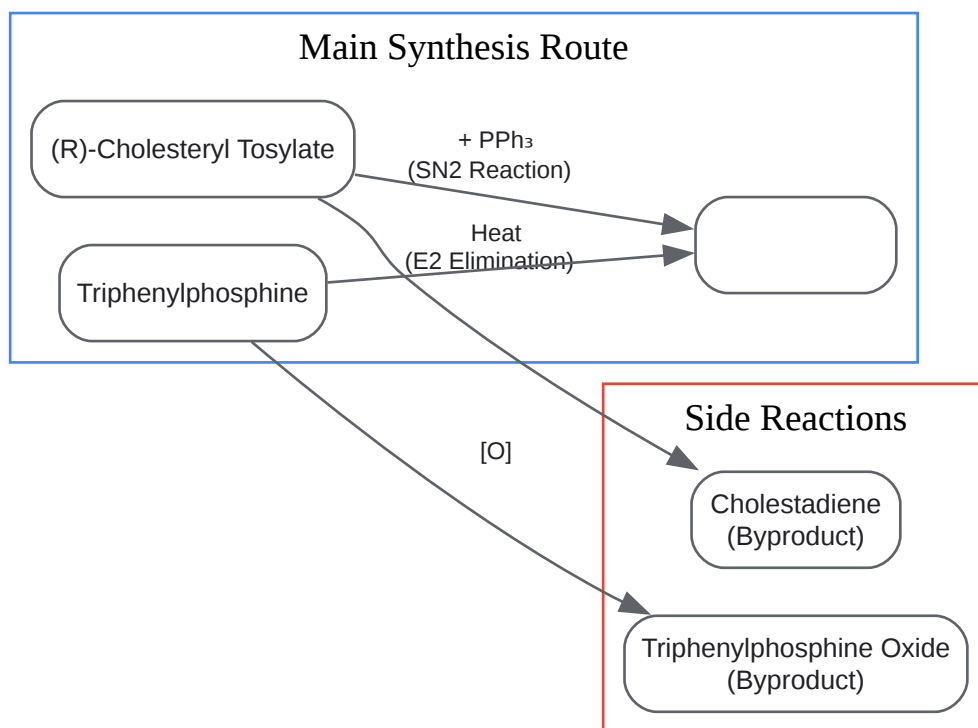 Main Synthesis Route
(R)-Cholesteryl Tosylate
+ PPh₃
(SN2 Reaction)
Heat
(E2 Elimination)
Triphenylphosphine
[O]
Side Reactions
Cholestadiene
(Byproduct)
Triphenylphosphine Oxide
(Byproduct)